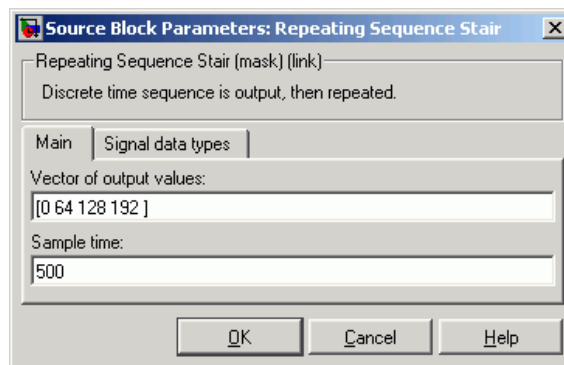 Source Block Parameters: Repeating Sequence Stair
Repeating Sequence Stair (mask) (link)
Discrete time sequence is output, then repeated.
Main Signal data types
Vector of output values:
[0 64 128 192 ]
Sample time:
500
OK Cancel Help